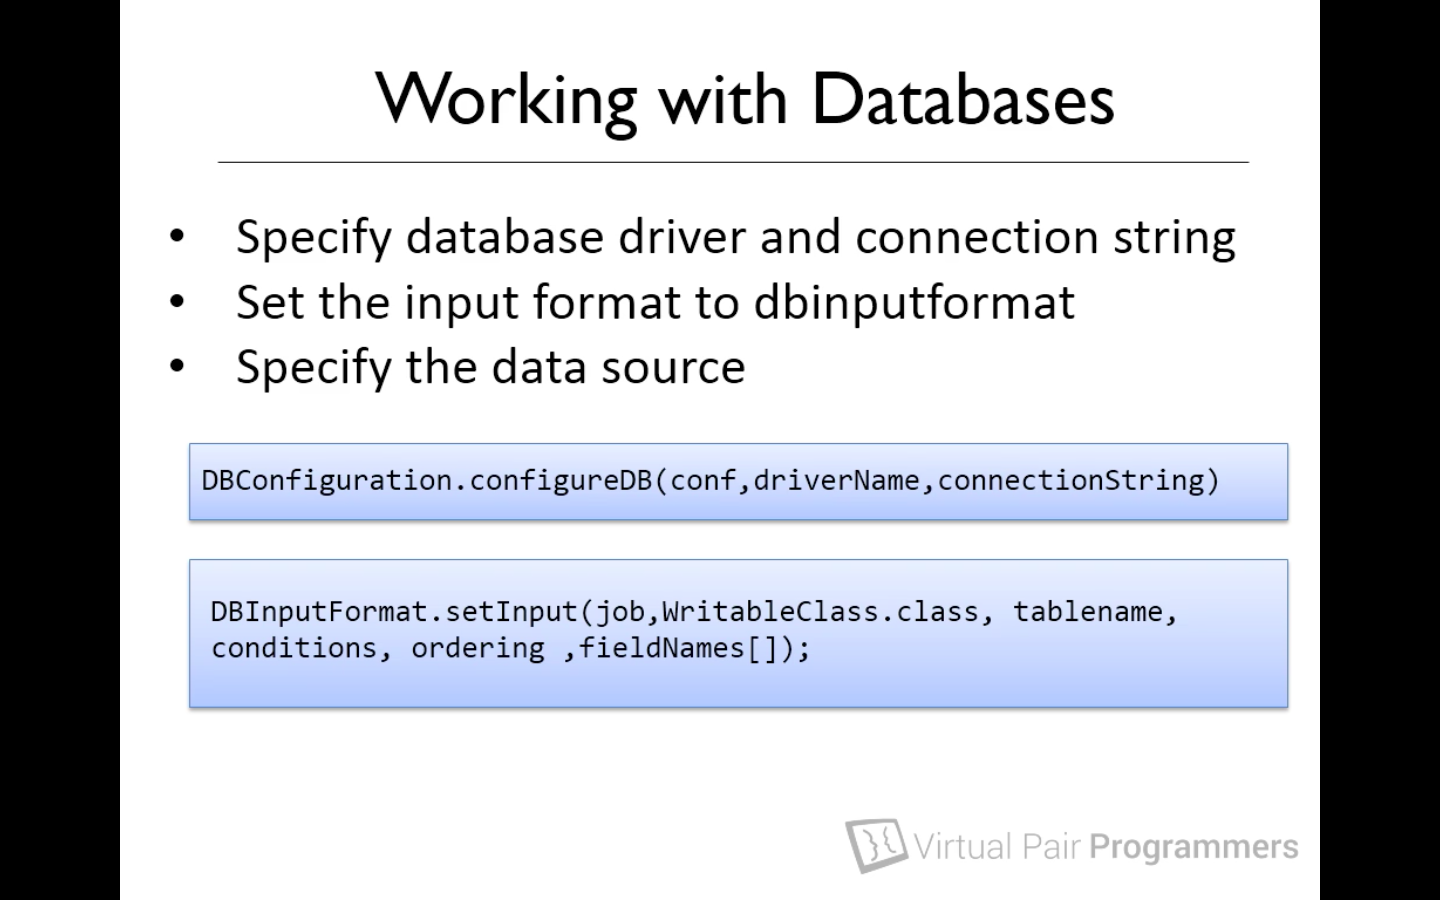 Working with Databases
• Specify database driver and connection string
• Set the input format to dbinputformat
• Specify the data source
DBConfiguration.configureDB(conf,driverName,connectionString)
DBInputFormat.setInput(job,WritableClass.class, tablename,
conditions, ordering ,fieldNames[]);
Virtual Pair Programmers